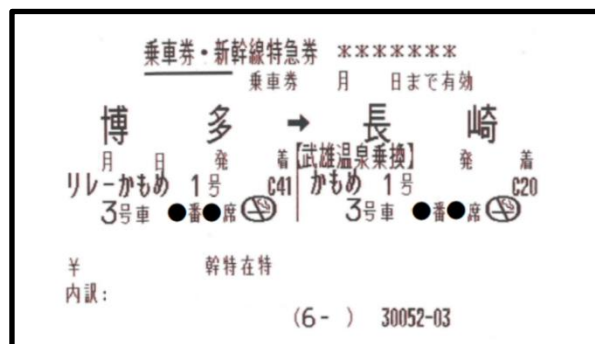 乗車券・新幹線特急券 *******
乗車券 月 日まで有効
博 多 → 長 崎
月 日 発 着【武雄温泉乗換】 発 着
リレーかもめ 1号 C41 かもめ 1号 C20
3号車 ●番●席 3号車 ●番●席
¥ 幹特在特
内訳:
(6- ) 30052-03